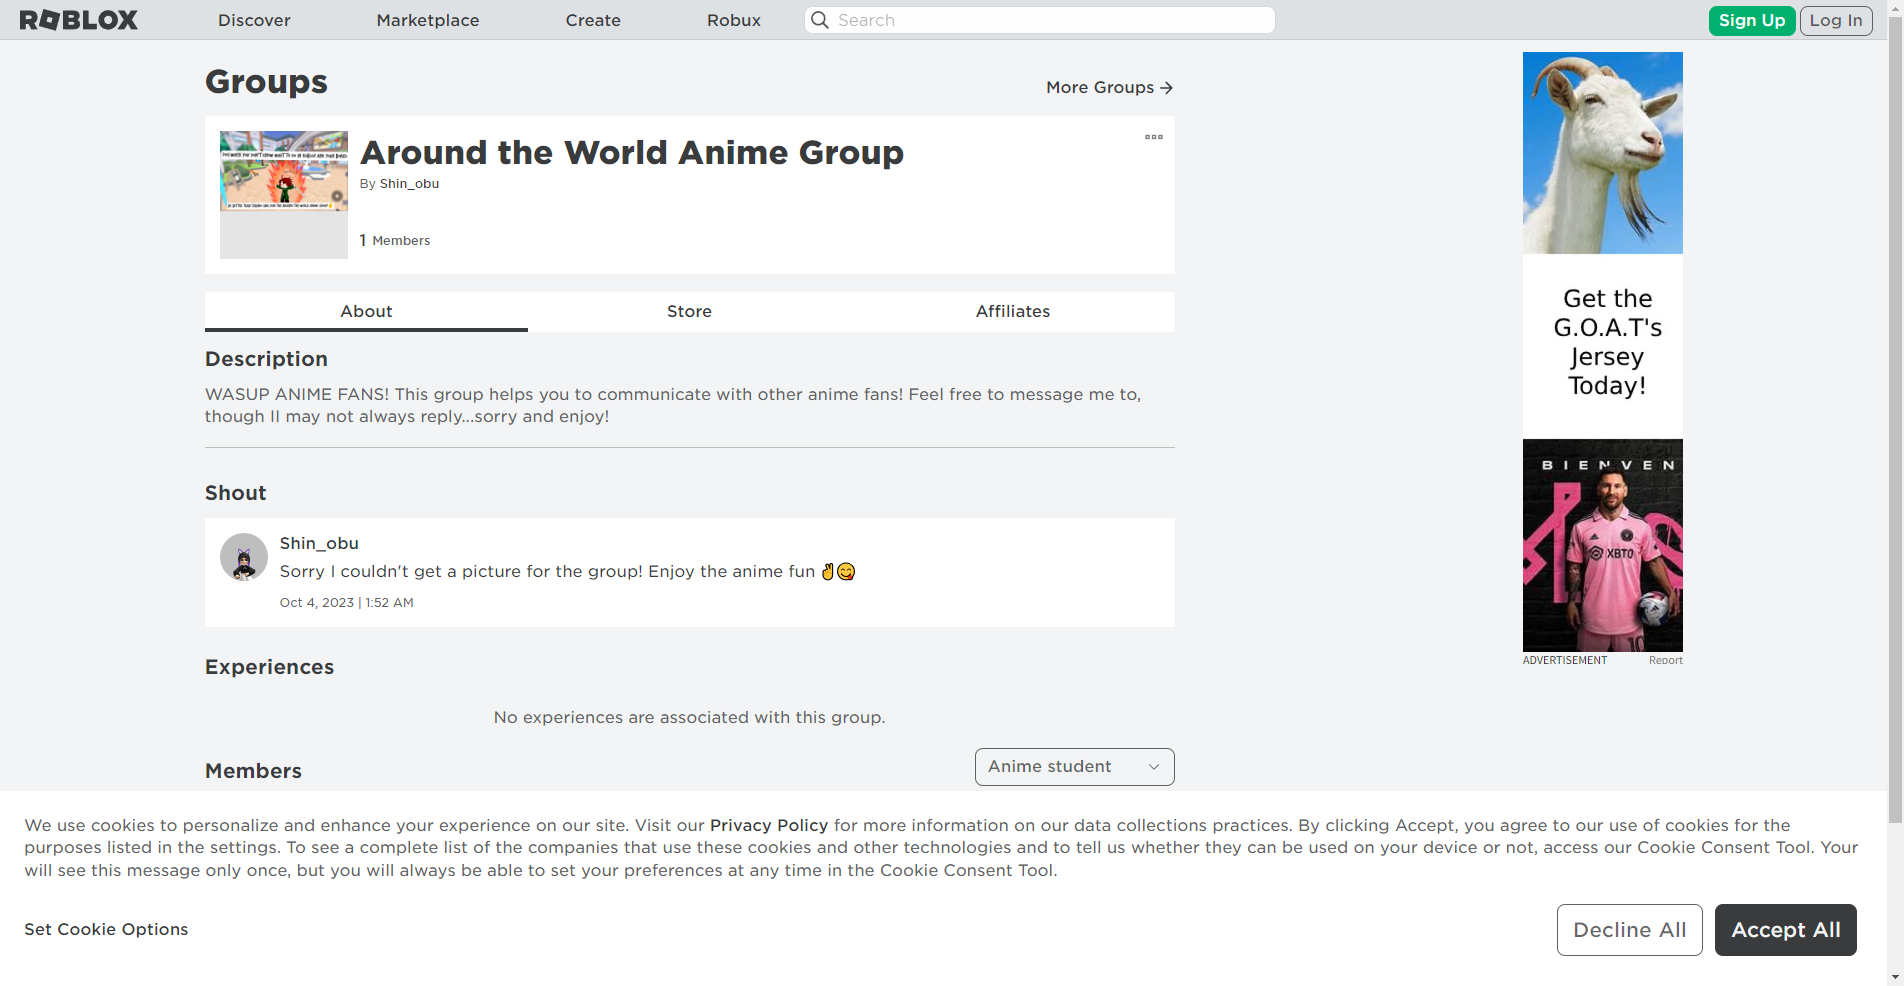 ROBLOX
Discover
Marketplace
Create
Robux
Search
Sign Up
Log In
Groups
More Groups
Around the World Anime Group
By Shin_obu
1 Members
About
Store
Affiliates
Description
WASUP ANIME FANS! This group helps you to communicate with other anime fans! Feel free to message me to,
though II may not always reply...sorry and enjoy!
Shout
Shin_obu
Sorry I couldn't get a picture for the group! Enjoy the anime fun ✌😋
Oct 4, 2023 | 1:52 AM
Experiences
No experiences are associated with this group.
Members
Anime student
Get the
G.O.A.T's
Jersey
Today!
BIENVEN
XBTO
10
ADVERTISEMENT
Report
We use cookies to personalize and enhance your experience on our site. Visit our Privacy Policy for more information on our data collections practices. By clicking Accept, you agree to our use of cookies for the
purposes listed in the settings. To see a complete list of the companies that use these cookies and other technologies and to tell us whether they can be used on your device or not, access our Cookie Consent Tool. Your
will see this message only once, but you will always be able to set your preferences at any time in the Cookie Consent Tool.
Set Cookie Options
Decline All
Accept All